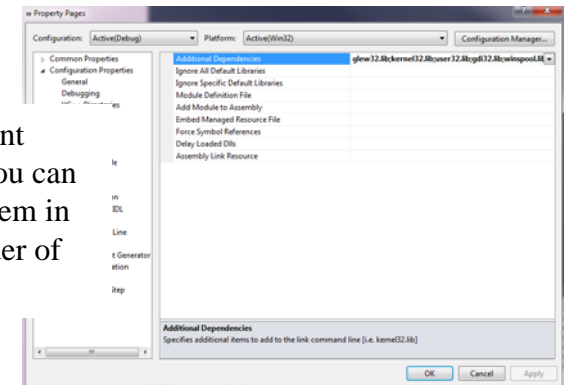 w Property Pages
Configuration: Active(Debug) Platform: Active(Win32) Configuration Manager...
Common Properties
Configuration Properties
General
Debugging
Additional Dependencies glew32.lib;kernel32.lib;user32.lib;gdi32.lib;winspool.lib
Ignore All Default Libraries
Ignore Specific Default Libraries
Module Definition File
Add Module to Assembly
Embed Managed Resource File
Force Symbol References
Delay Loaded Dlls
Assembly Link Resource
nt
ou can
em in
er of
le
on
IDL
Line
t Generator
ation
Step
Additional Dependencies
Specifies additional items to add to the link command line [i.e. kernel32.lib]
OK Cancel Apply